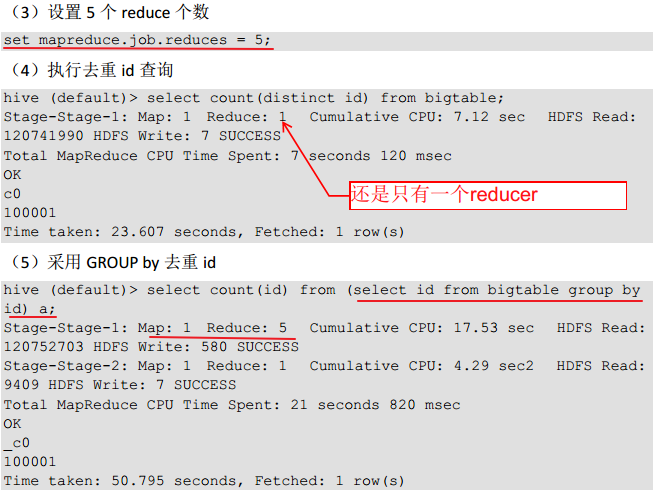 （3）设置 5 个 reduce 个数
set mapreduce.job.reduces = 5;
（4）执行去重 id 查询
hive (default)> select count(distinct id) from bigtable;
Stage-Stage-1: Map: 1  Reduce: 1   Cumulative CPU: 7.12 sec   HDFS Read:
120741990 HDFS Write: 7 SUCCESS
Total MapReduce CPU Time Spent: 7 seconds 120 msec
OK
c0
还是只有一个reducer
100001
Time taken: 23.607 seconds, Fetched: 1 row(s)
（5）采用 GROUP by 去重 id
hive (default)> select count(id) from (select id from bigtable group by
id) a;
Stage-Stage-1: Map: 1  Reduce: 5   Cumulative CPU: 17.53 sec   HDFS Read:
120752703 HDFS Write: 580 SUCCESS
Stage-Stage-2: Map: 1  Reduce: 1   Cumulative CPU: 4.29 sec2   HDFS Read:
9409 HDFS Write: 7 SUCCESS
Total MapReduce CPU Time Spent: 21 seconds 820 msec
OK
_c0
100001
Time taken: 50.795 seconds, Fetched: 1 row(s)